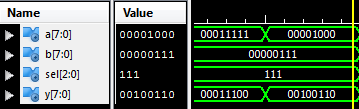 Name Value
a[7:0] 00001000 00011111 00001000
b[7:0] 00000111 00000111
sel[2:0] 111 111
y[7:0] 00100110 00011100 00100110